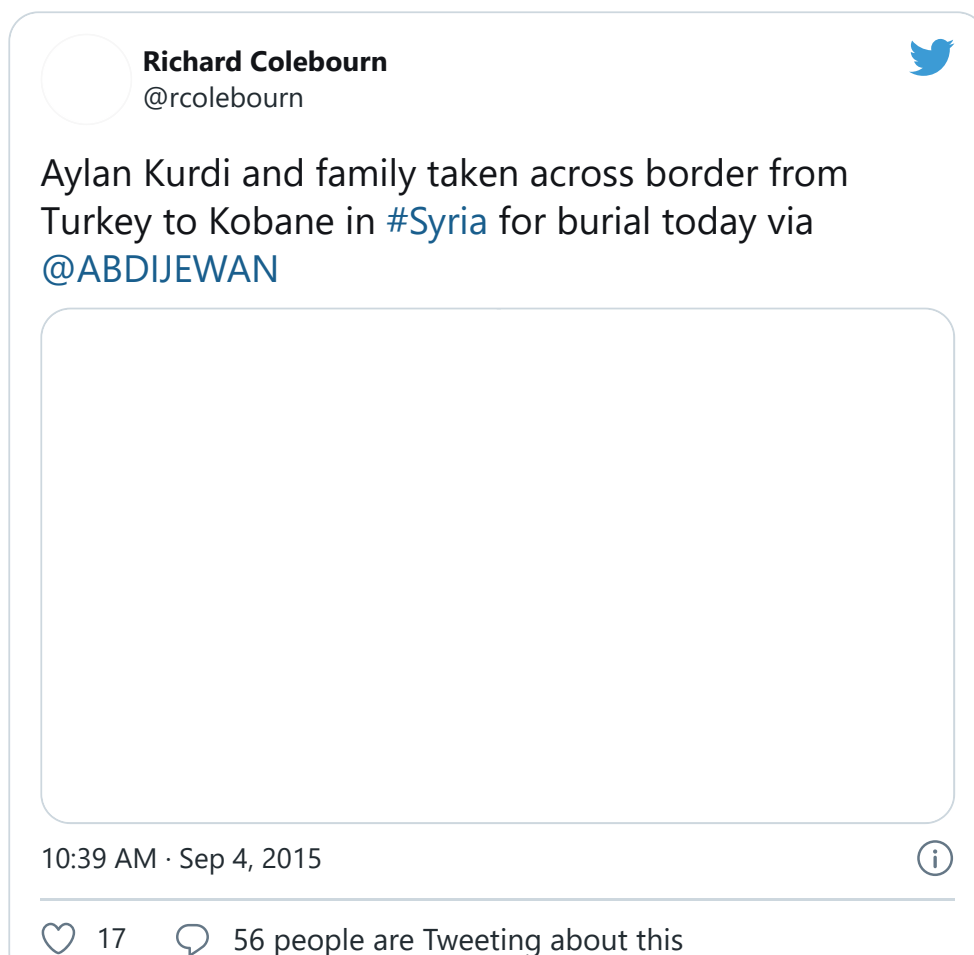 Richard Colebourn
@rcolebourn
Aylan Kurdi and family taken across border from
Turkey to Kobane in #Syria for burial today via
@ABDIJEWAN
10:39 AM · Sep 4, 2015
17 56 people are Tweeting about this